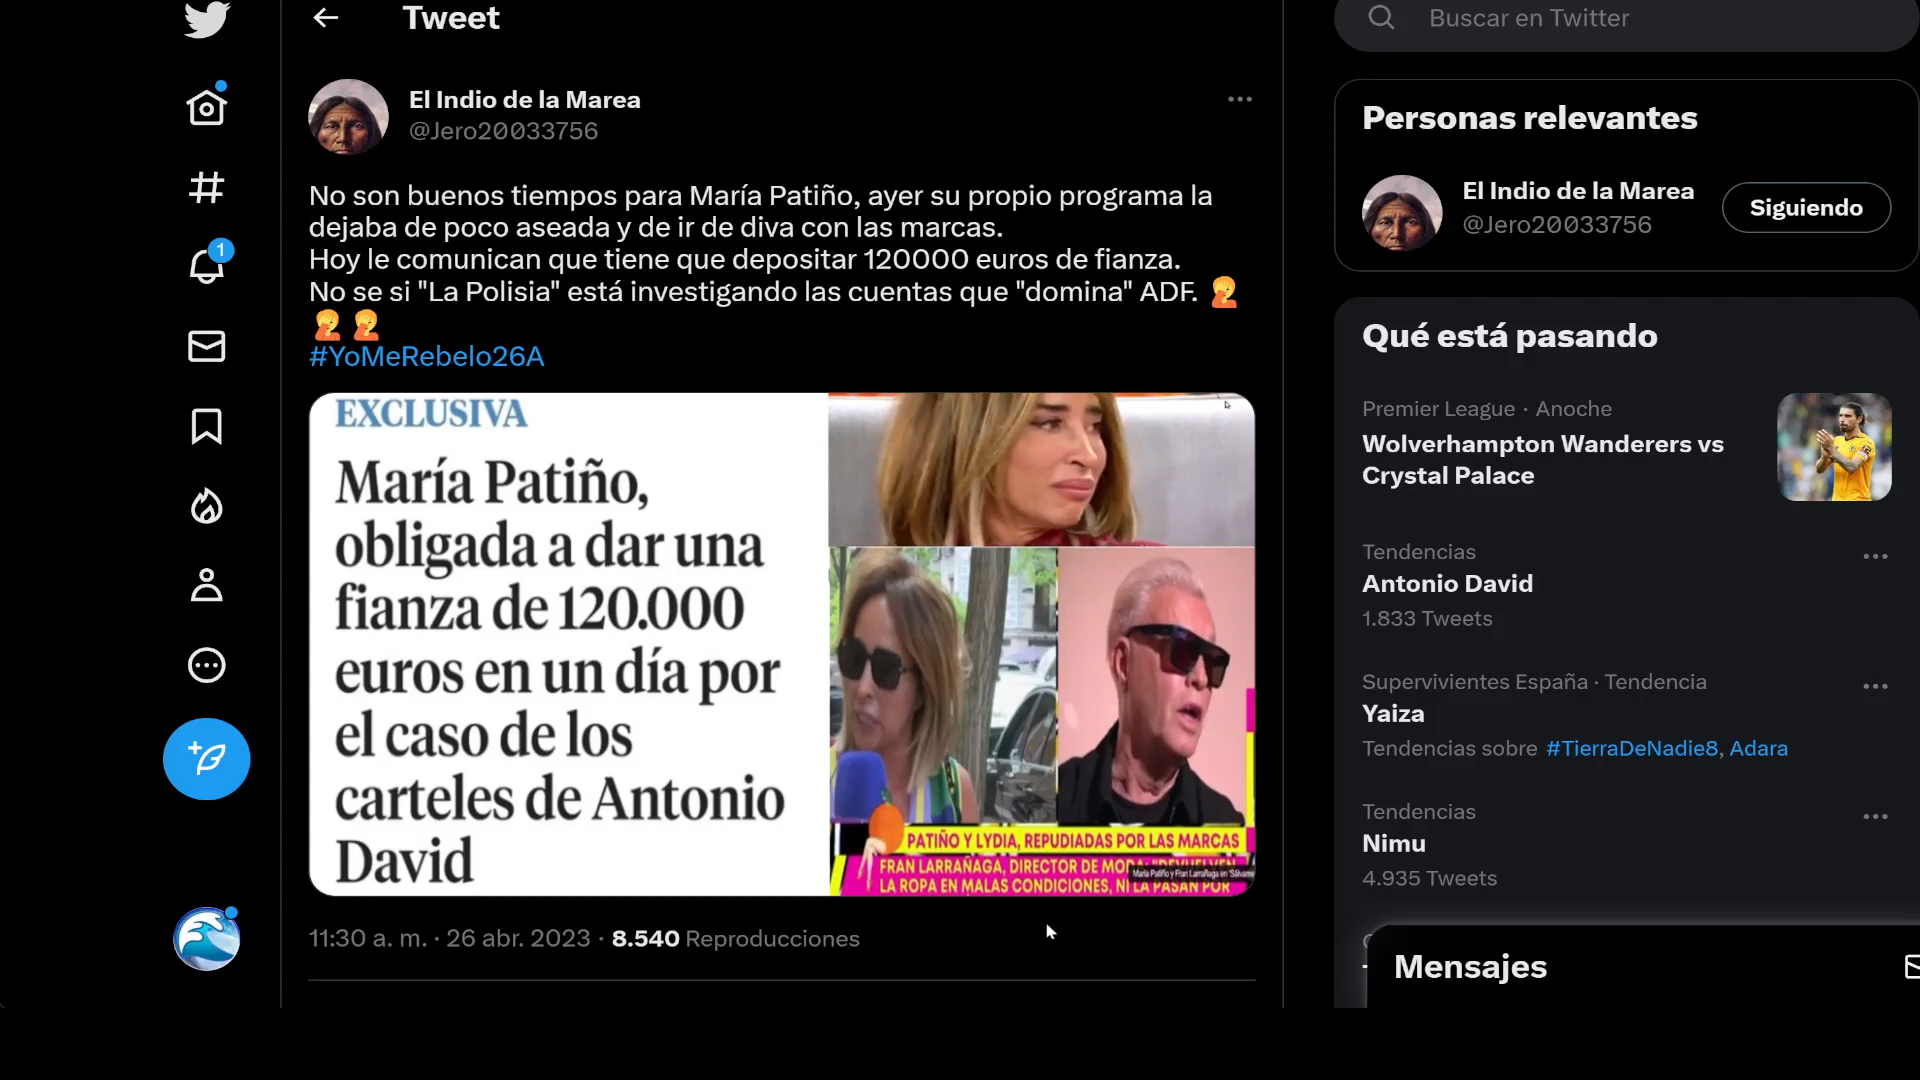 Tweet
El Indio de la Marea
@Jero20033756
No son buenos tiempos para María Patiño, ayer su propio programa la
dejaba de poco aseada y de ir de diva con las marcas.
Hoy le comunican que tiene que depositar 120000 euros de fianza.
No se si "La Polisia" está investigando las cuentas que "domina" ADF. 🤦
🤦🤦
#YoMeRebelo26A
EXCLUSIVA
María Patiño,
obligada a dar una
fianza de 120.000
euros en un día por
el caso de los
carteles de Antonio
David
PATIÑO Y LYDIA, REPUDIADAS POR LAS MARCAS
FRAN LARRAÑAGA, DIRECTOR DE MODA: "DEVUELVEN
LA ROPA EN MALAS CONDICIONES, NI LA PASAN POR
María Patiño y Fran Larrañaga en 'Sálvame
11:30 a. m. · 26 abr. 2023 · 8.540 Reproducciones
1
Buscar en Twitter
Personas relevantes
El Indio de la Marea
@Jero20033756
Siguiendo
Qué está pasando
Premier League · Anoche
Wolverhampton Wanderers vs
Crystal Palace
Tendencias
Antonio David
1.833 Tweets
Supervivientes España · Tendencia
Yaiza
Tendencias sobre #TierraDeNadie8, Adara
Tendencias
Nimu
4.935 Tweets
Mensajes